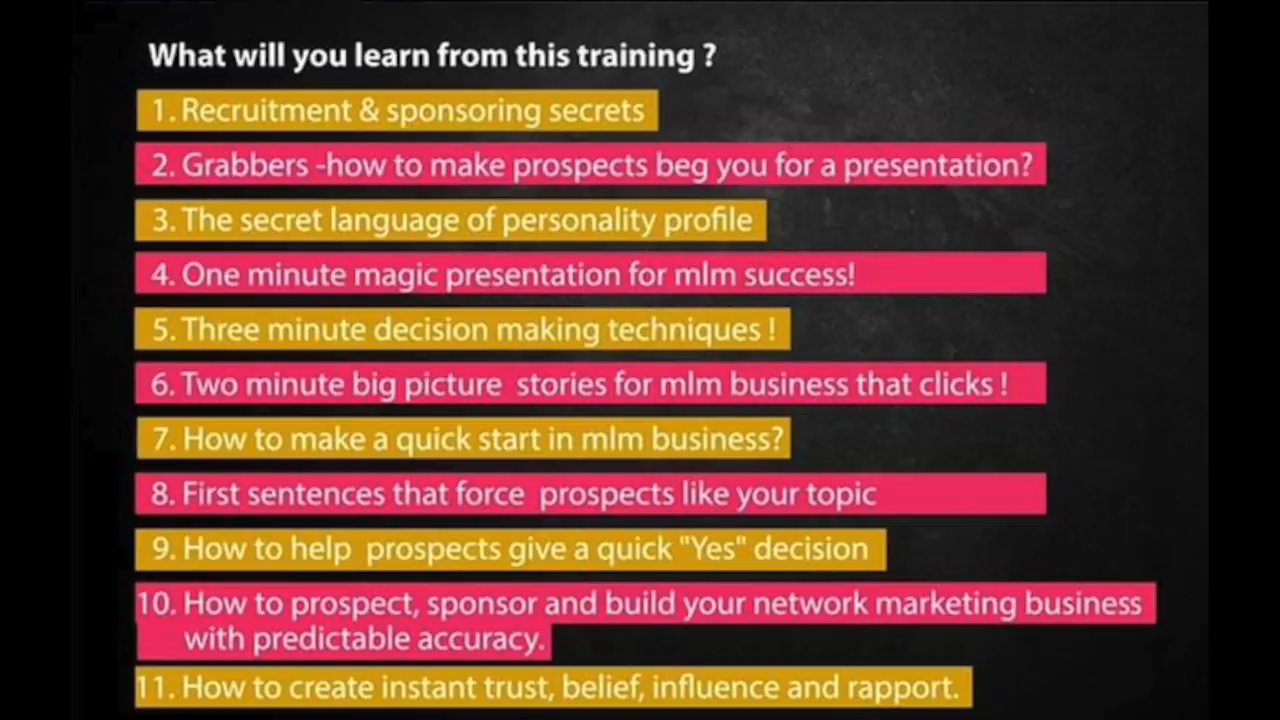 What will you learn from this training ?
1. Recruitment & sponsoring secrets
2. Grabbers -how to make prospects beg you for a presentation?
3. The secret language of personality profile
4. One minute magic presentation for mlm success!
5. Three minute decision making techniques !
6. Two minute big picture stories for mlm business that clicks !
7. How to make a quick start in mlm business?
8. First sentences that force prospects like your topic
9. How to help prospects give a quick "Yes" decision
10. How to prospect, sponsor and build your network marketing business
with predictable accuracy.
11. How to create instant trust, belief, influence and rapport.